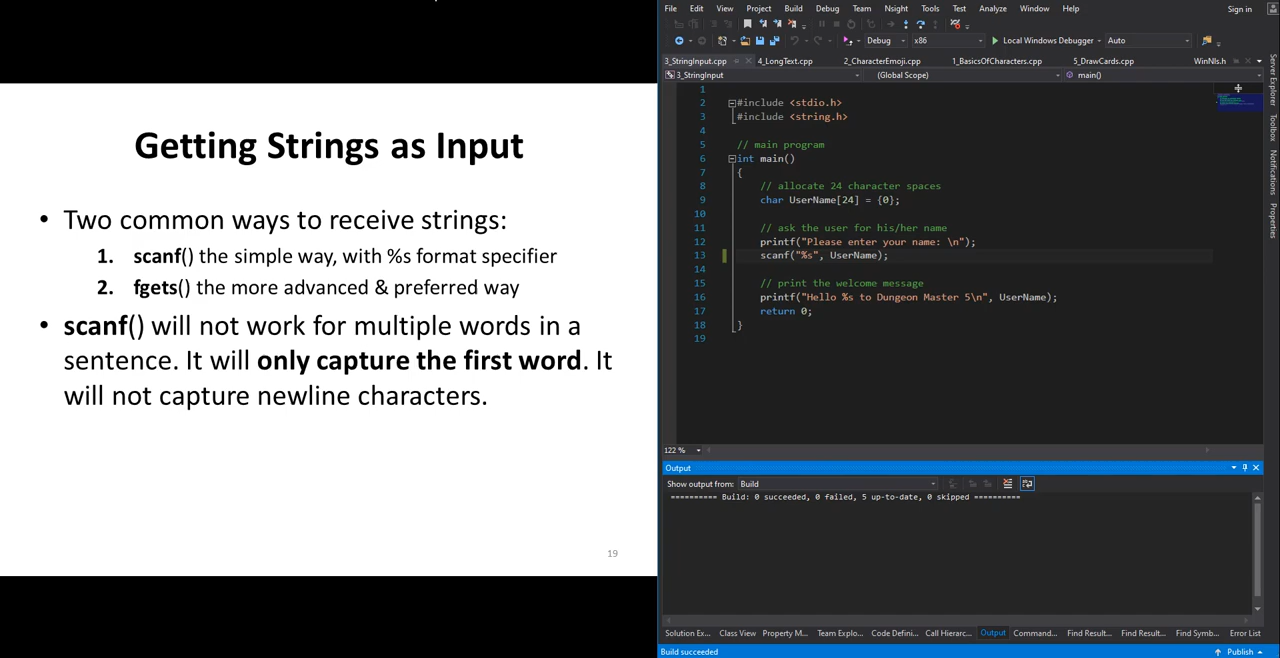 Getting Strings as Input
• Two common ways to receive strings:
1. scanf() the simple way, with %s format specifier
2. fgets() the more advanced & preferred way
• scanf() will not work for multiple words in a
sentence. It will only capture the first word. It
will not capture newline characters.
19
File Edit View Project Build Debug Team Nsight Tools Test Analyze Window Help
Sign in
Debug x86 Local Windows Debugger Auto
3_StringInput.cpp 4_LongText.cpp 2_CharacterEmoji.cpp 1_BasicsOfCharacters.cpp 5_DrawCards.cpp WinNls.h
3_StringInput (Global Scope) main()
1
2 #include <stdio.h>
3 #include <string.h>
4
5 // main program
6 int main()
7 {
8 // allocate 24 character spaces
9 char UserName[24] = {0};
10
11 // ask the user for his/her name
12 printf("Please enter your name: \n");
13 scanf("%s", UserName);
14
15 // print the welcome message
16 printf("Hello %s to Dungeon Master 5\n", UserName);
17 return 0;
18 }
19
122 %
Output
Show output from: Build
========== Build: 0 succeeded, 0 failed, 5 up-to-date, 0 skipped ==========
Solution Ex... Class View Property M... Team Explo... Code Defini... Call Hierarc... Output Comman... Find Result... Find Result... Find Symb... Error List
Build succeeded
Publish
Server Explorer
Toolbox
Notifications
Properties